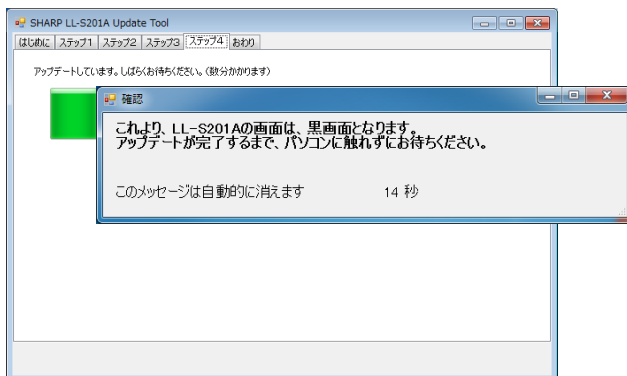 SHARP LL-S201A Update Tool
はじめに ステップ1 ステップ2 ステップ3 ステップ4 おわり
アップデートしています。しばらくお待ちください。(数分かかります)
確認
これより、LL-S201Aの画面は、黒画面となります。
アップデートが完了するまで、パソコンに触れずにお待ちください。
このメッセージは自動的に消えます 14 秒